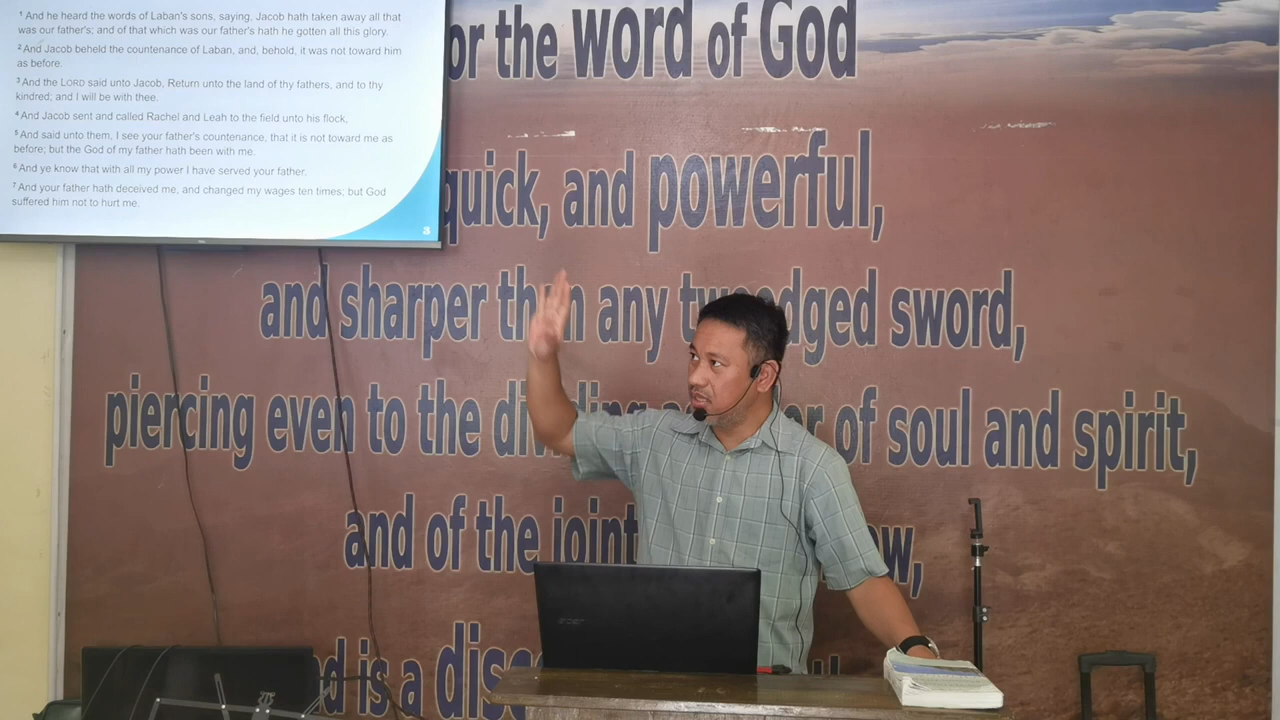 ¹ And he heard the words of Laban's sons, saying, Jacob hath taken away all that
was our father's; and of that which was our father's hath he gotten all this glory.
² And Jacob beheld the countenance of Laban, and, behold, it was not toward him
as before.
³ And the LORD said unto Jacob, Return unto the land of thy fathers, and to thy
kindred; and I will be with thee.
⁴ And Jacob sent and called Rachel and Leah to the field unto his flock,
⁵ And said unto them, I see your father's countenance, that it is not toward me as
before; but the God of my father hath been with me.
⁶ And ye know that with all my power I have served your father.
⁷ And your father hath deceived me, and changed my wages ten times; but God
suffered him not to hurt me.
3
or the word of God
quick, and powerful,
and sharper than any twoedged sword,
piercing even to the dividing of soul and spirit,
and of the joint ow,
d is a disc
acer